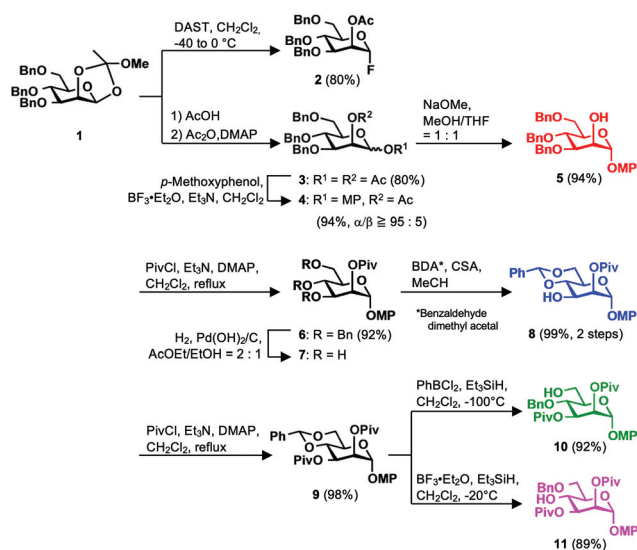 DAST, CH2Cl2,
-40 to 0 °C
BnO
OAc
BnO
BnO
F
2 (80%)
OMe
BnO
O
O
BnO
BnO
O
O
1
1) AcOH
2) Ac2O,DMAP
BnO
OR2
BnO
BnO
O
OR1
3: R1 = R2 = Ac (80%)
4: R1 = MP, R2 = Ac
(94%, α/β ≧ 95 : 5)
p-Methoxyphenol,
BF3•Et2O, Et3N, CH2Cl2
NaOMe,
MeOH/THF
= 1 : 1
BnO
OH
BnO
BnO
O
OMP
5 (94%)
PivCl, Et3N, DMAP,
CH2Cl2, reflux
RO
OPiv
RO
RO
O
OMP
6: R = Bn (92%)
7: R = H
H2, Pd(OH)2/C,
AcOEt/EtOH = 2 : 1
BDA*, CSA,
MeCH
*Benzaldehyde
dimethyl acetal
Ph
O
OPiv
O
HO
O
OMP
8 (99%, 2 steps)
PivCl, Et3N, DMAP,
CH2Cl2, reflux
Ph
O
OPiv
O
PivO
O
OMP
9 (98%)
PhBCl2, Et3SiH,
CH2Cl2, -100°C
HO
OPiv
BnO
PivO
O
OMP
10 (92%)
BF3•Et2O, Et3SiH,
CH2Cl2, -20°C
BnO
OPiv
HO
PivO
O
OMP
11 (89%)